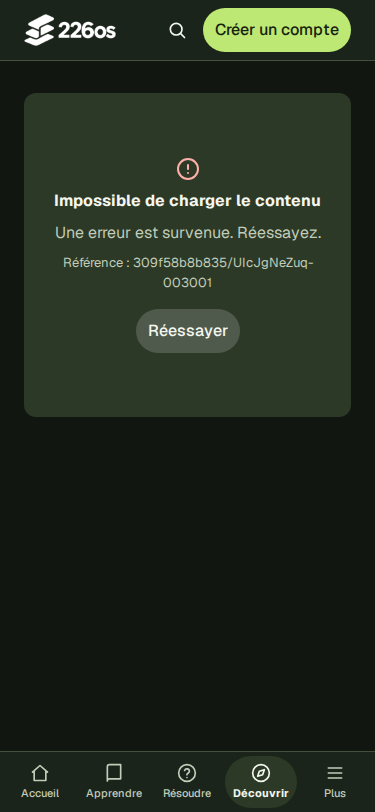 226os
Créer un compte
Impossible de charger le contenu
Une erreur est survenue. Réessayez.
Référence : 309f58b8b835/UIcJgNeZuq-
003001
Réessayer
Accueil
Apprendre
Résoudre
Découvrir
Plus